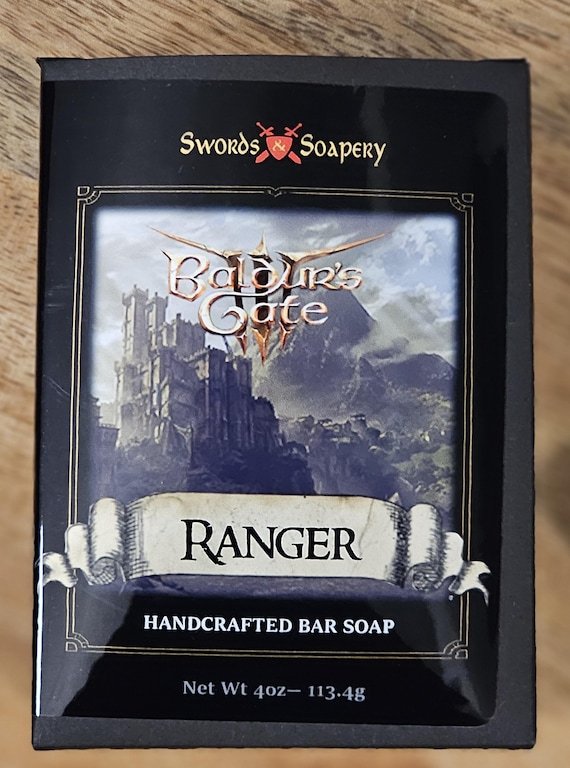 Swords & Soapery
Baldur's
Gate
III
Ranger
HANDCRAFTED BAR SOAP
Net Wt 4oz— 113.4g